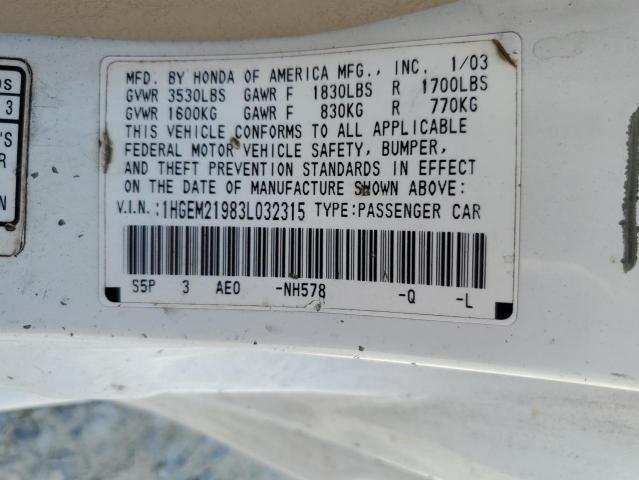 MFD. BY HONDA OF AMERICA MFG., INC. 1/03
GVWR 3530LBS GAWR F 1830LBS R 1700LBS
GVWR 1600KG GAWR F 830KG R 770KG
THIS VEHICLE CONFORMS TO ALL APPLICABLE
FEDERAL MOTOR VEHICLE SAFETY, BUMPER,
AND THEFT PREVENTION STANDARDS IN EFFECT
ON THE DATE OF MANUFACTURE SHOWN ABOVE:
V.I.N.:1HGEM21983L032315 TYPE:PASSENGER CAR
S5P 3 AE0 -NH578 -Q -L
3
'S
R
N